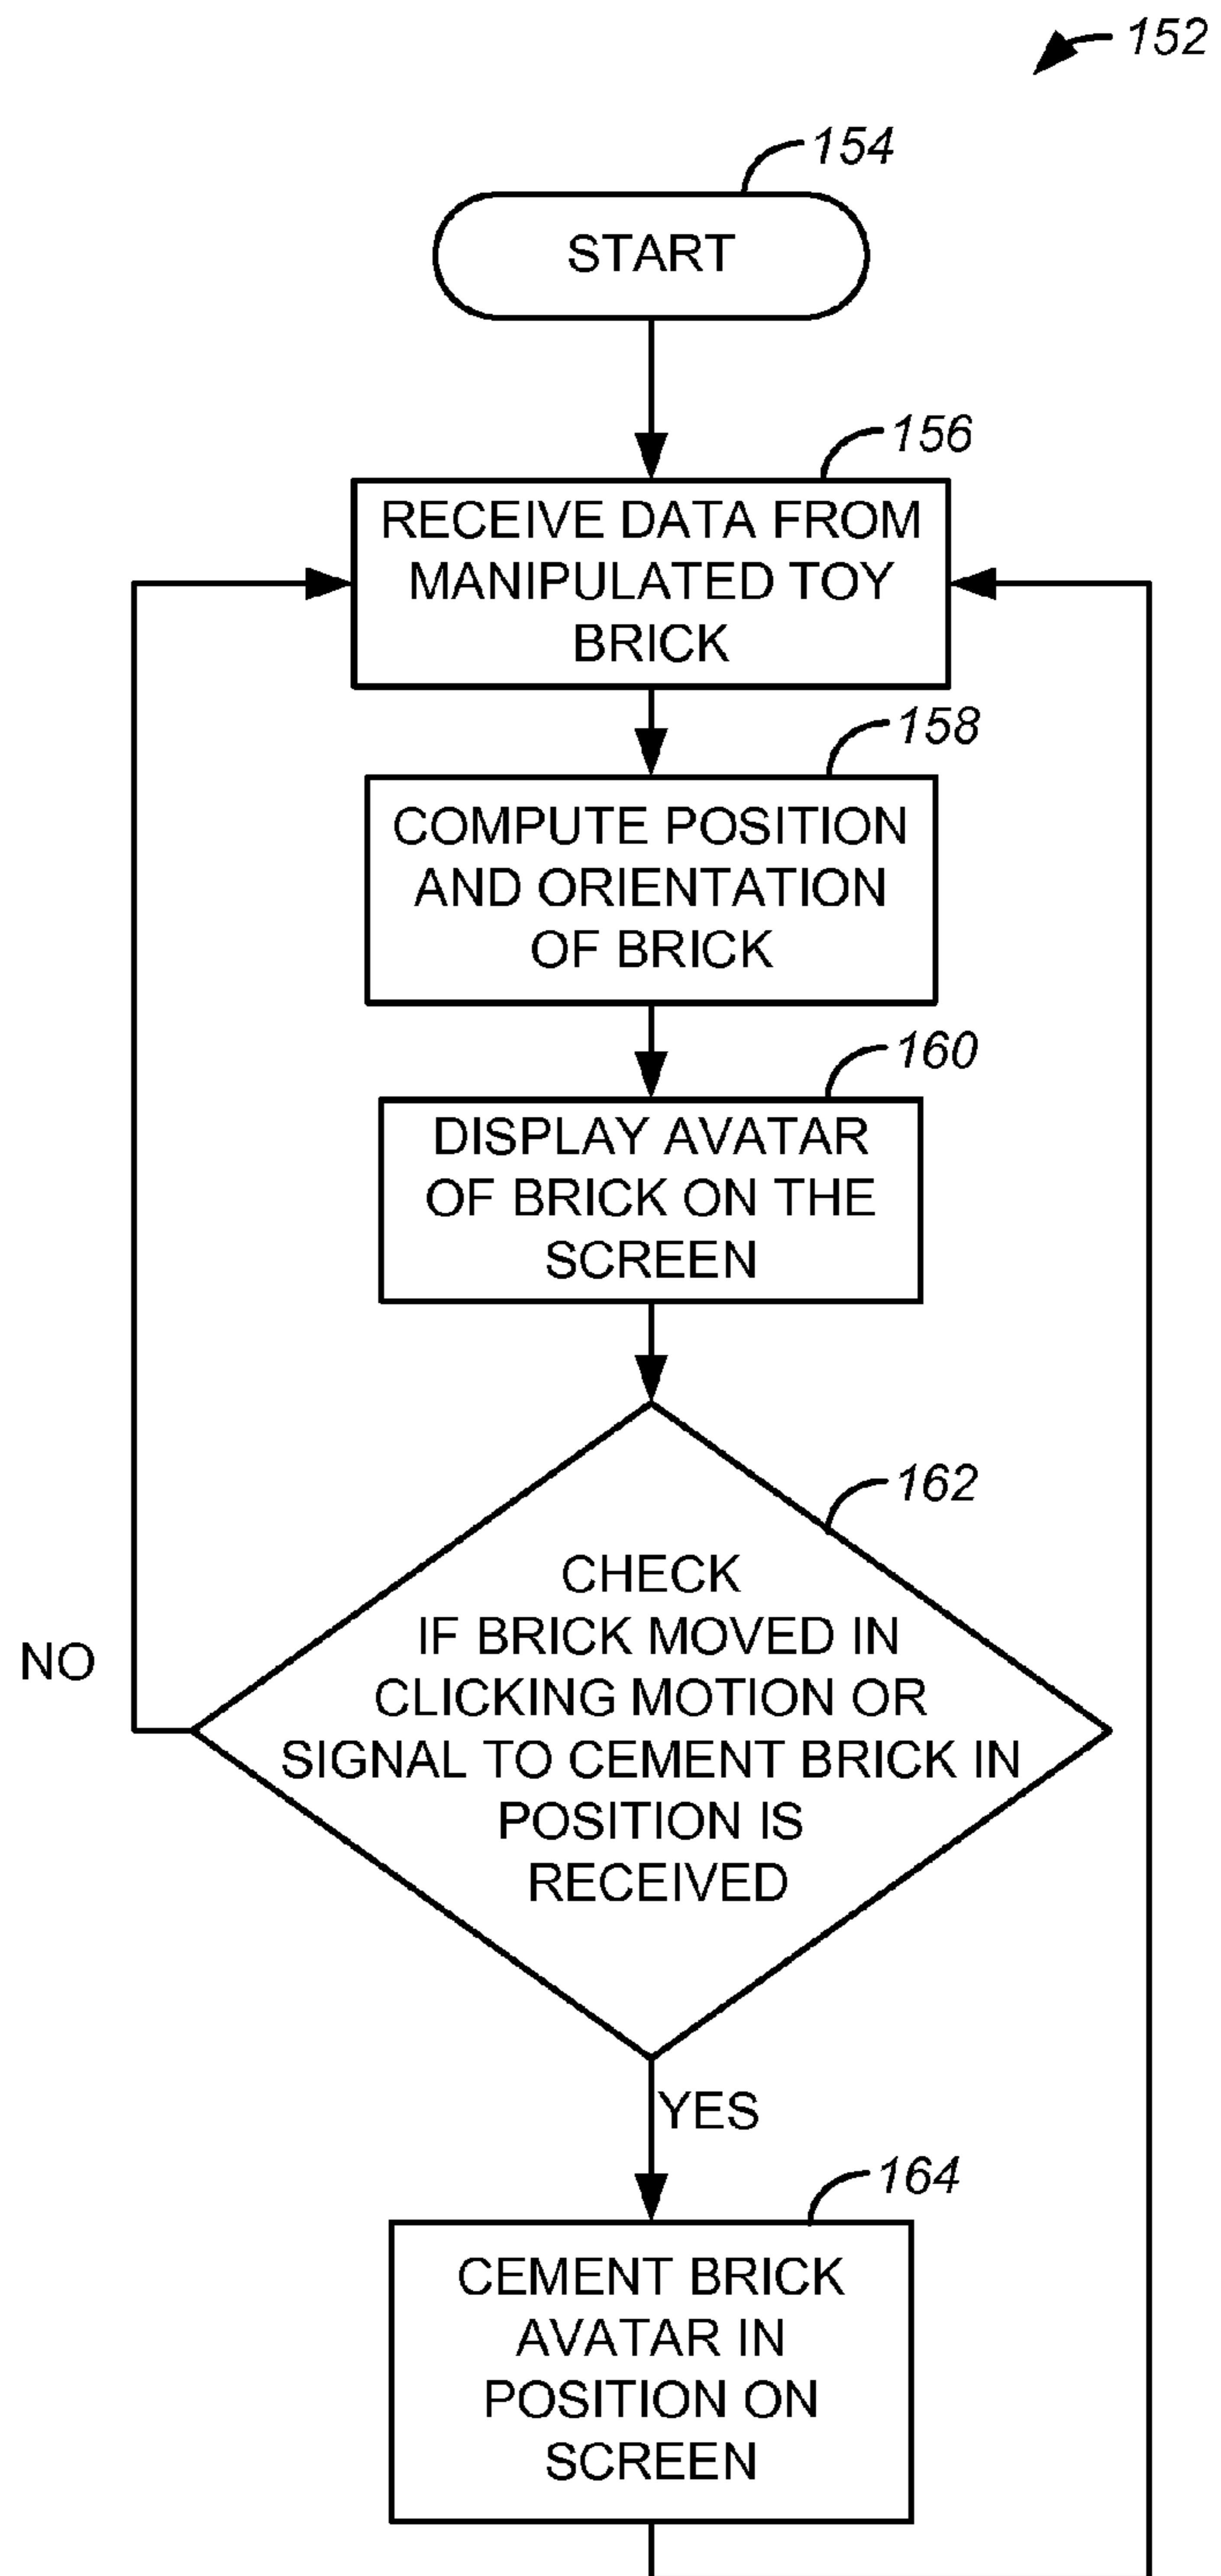 152
154
START
156
RECEIVE DATA FROM
MANIPULATED TOY
BRICK
158
COMPUTE POSITION
AND ORIENTATION
OF BRICK
160
DISPLAY AVATAR
OF BRICK ON THE
SCREEN
162
CHECK
IF BRICK MOVED IN
CLICKING MOTION OR
SIGNAL TO CEMENT BRICK IN
POSITION IS
RECEIVED
NO
YES
164
CEMENT BRICK
AVATAR IN
POSITION ON
SCREEN